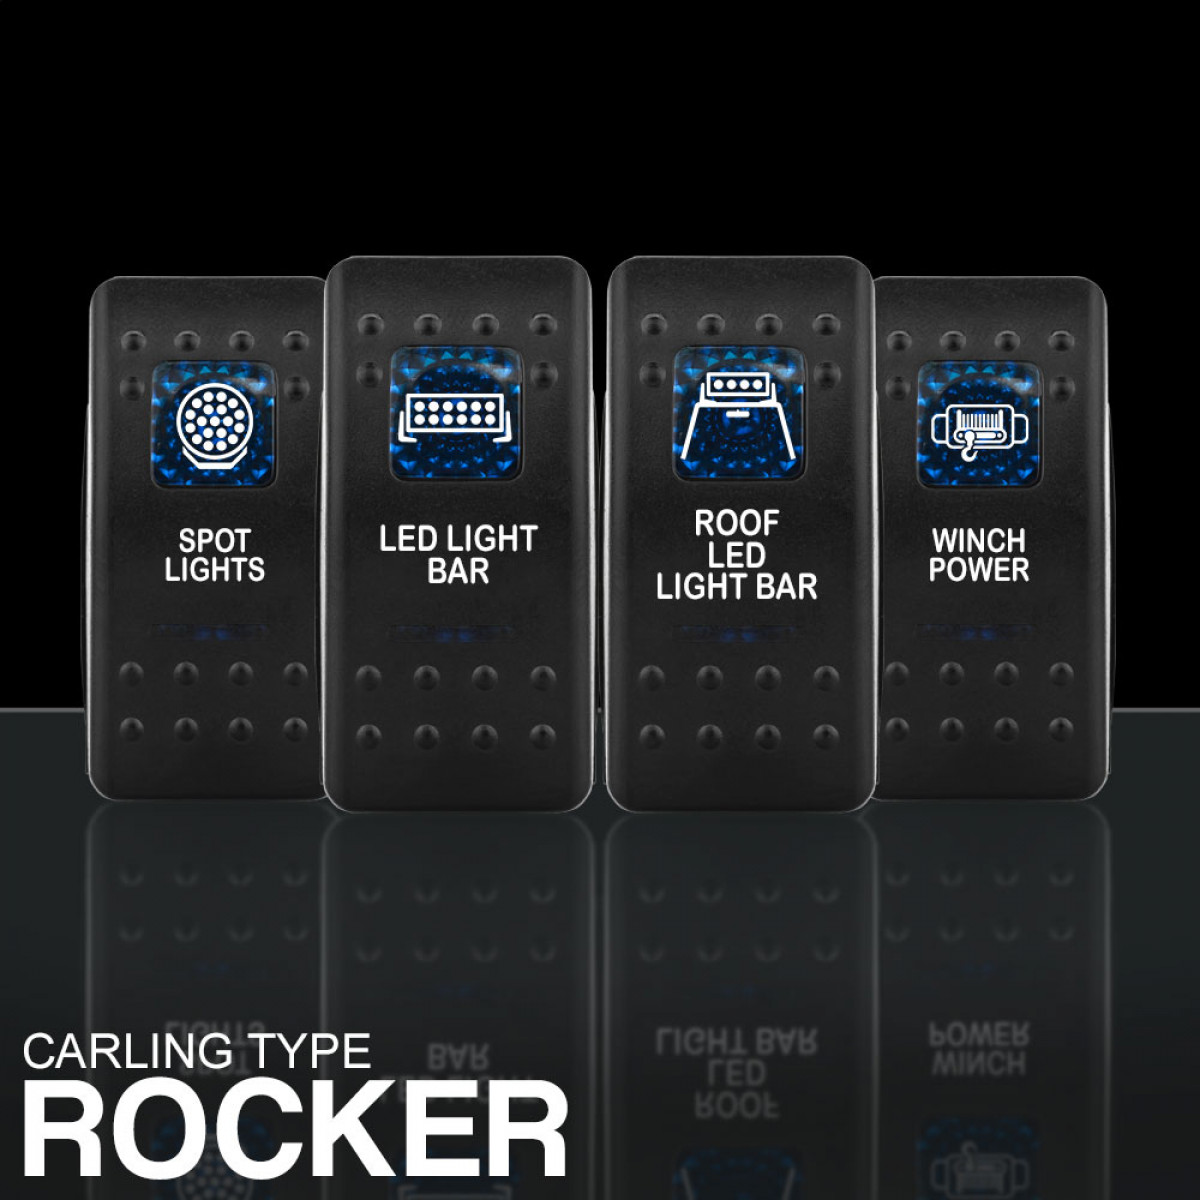 SPOT
LIGHTS
LED LIGHT
BAR
ROOF
LED
LIGHT BAR
WINCH
POWER
CARLING TYPE
ROCKER